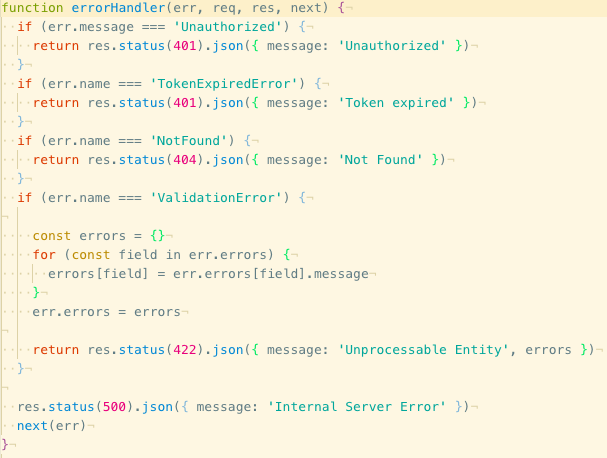 function errorHandler(err, req, res, next) {
  if (err.message === 'Unauthorized') {
    return res.status(401).json({ message: 'Unauthorized' })
  }
  if (err.name === 'TokenExpiredError') {
    return res.status(401).json({ message: 'Token expired' })
  }
  if (err.name === 'NotFound') {
    return res.status(404).json({ message: 'Not Found' })
  }
  if (err.name === 'ValidationError') {

    const errors = {}
    for (const field in err.errors) {
      errors[field] = err.errors[field].message
    }
    err.errors = errors

    return res.status(422).json({ message: 'Unprocessable Entity', errors })
  }

  res.status(500).json({ message: 'Internal Server Error' })
  next(err)
}